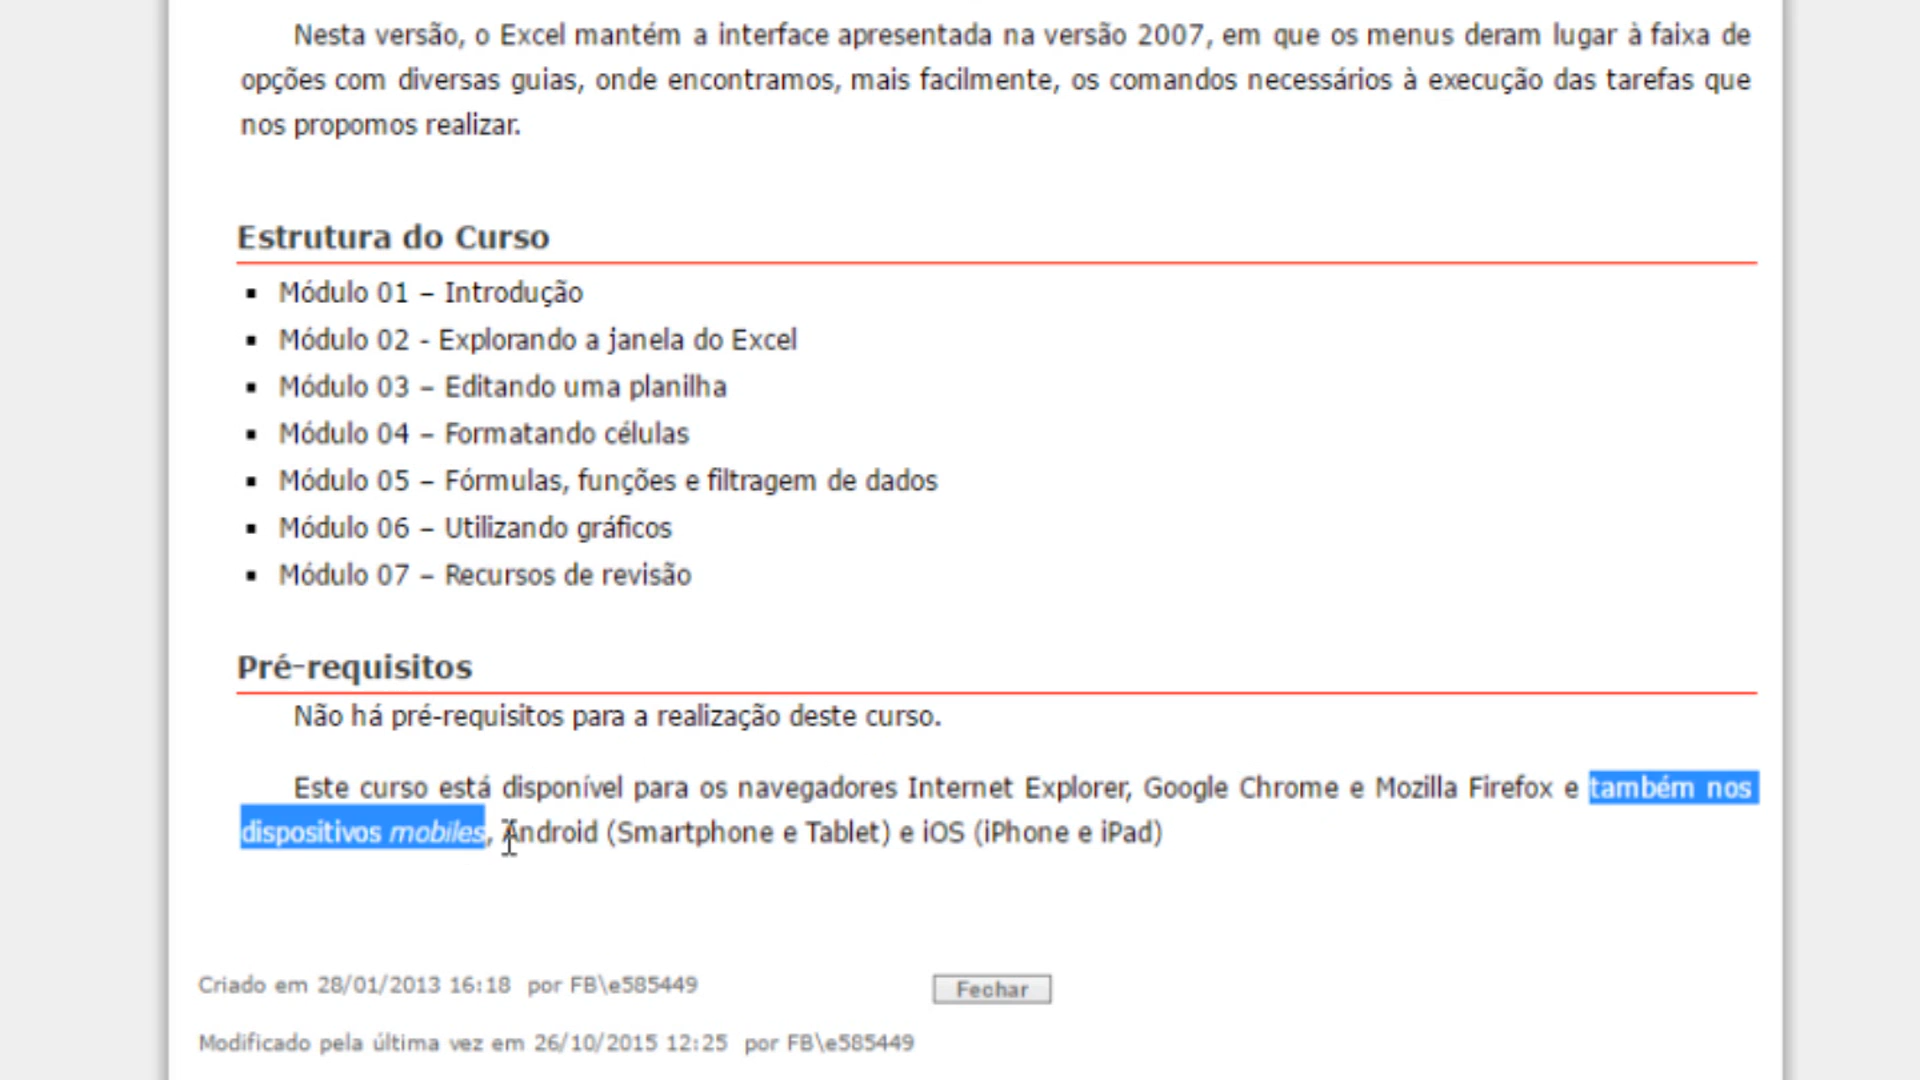 Nesta versão, o Excel mantém a interface apresentada na versão 2007, em que os menus deram lugar à faixa de
opções com diversas guias, onde encontramos, mais facilmente, os comandos necessários à execução das tarefas que
nos propomos realizar.
Estrutura do Curso
▪ Módulo 01 – Introdução
▪ Módulo 02 - Explorando a janela do Excel
▪ Módulo 03 – Editando uma planilha
▪ Módulo 04 – Formatando células
▪ Módulo 05 – Fórmulas, funções e filtragem de dados
▪ Módulo 06 – Utilizando gráficos
▪ Módulo 07 – Recursos de revisão
Pré-requisitos
Não há pré-requisitos para a realização deste curso.
Este curso está disponível para os navegadores Internet Explorer, Google Chrome e Mozilla Firefox e também nos
dispositivos mobiles, Android (Smartphone e Tablet) e iOS (iPhone e iPad)
Criado em 28/01/2013 16:18 por FB\e585449
Fechar
Modificado pela última vez em 26/10/2015 12:25 por FB\e585449